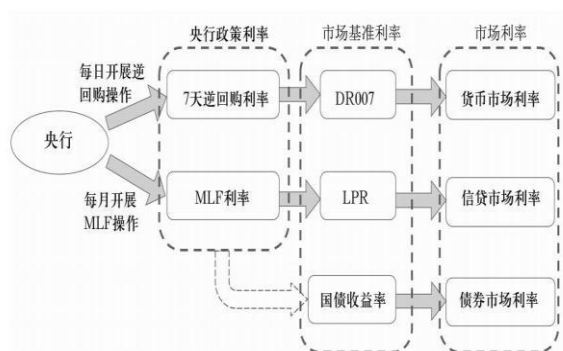 央行政策利率
市场基准利率
市场利率
每日开展逆
回购操作
7天逆回购利率
DR007
货币市场利率
央行
每月开展
MLF操作
MLF利率
LPR
信贷市场利率
国债收益率
债券市场利率